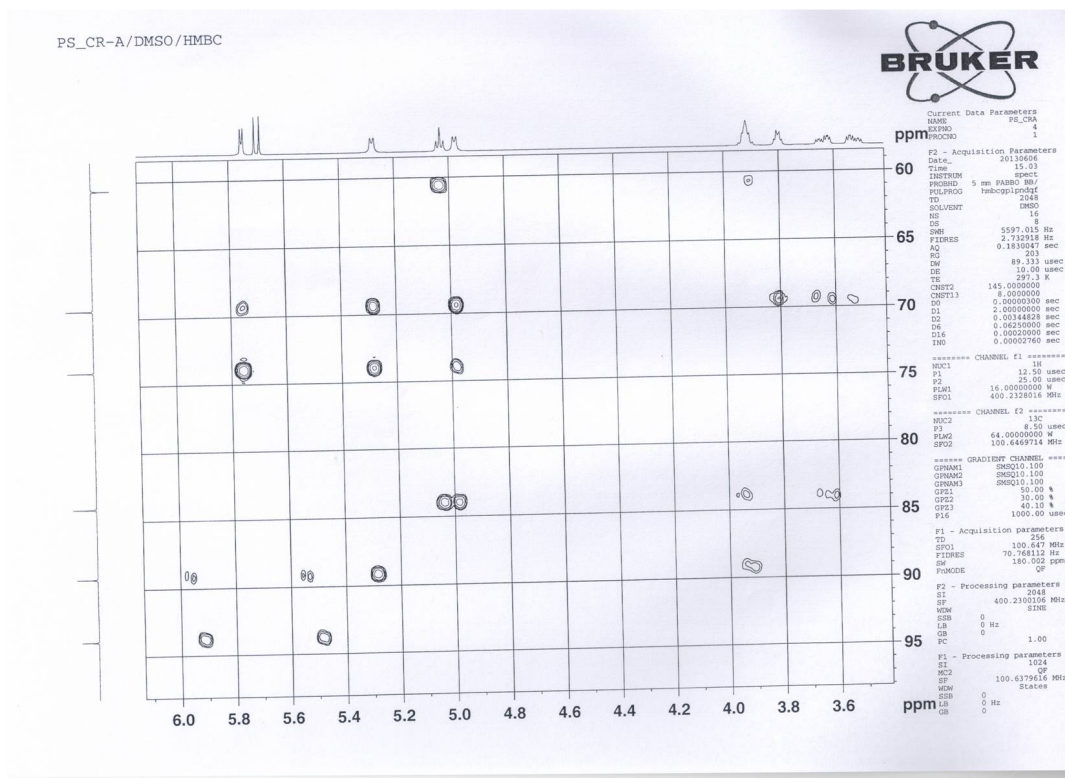 PS_CR-A/DMSO/HMBC
BRUKER
Current Data Parameters
NAME PS_CRA
EXPNO 4
PROCNO 1
F2 - Acquisition Parameters
Date_ 20130606
Time 15.03
INSTRUM spect
PROBHD 5 mm PABBO BB/
PULPROG hmbcgplpndqf
TD 2048
SOLVENT DMSO
NS 16
DS 8
SWH 5597.015 Hz
FIDRES 2.732918 Hz
AQ 0.1830047 sec
RG 203
DW 89.333 usec
DE 10.00 usec
TE 297.3 K
CNST2 145.0000000
CNST13 8.0000000
D0 0.00000300 sec
D1 2.00000000 sec
D2 0.00344828 sec
D6 0.06250000 sec
D16 0.00020000 sec
IN0 0.00002760 sec
======== CHANNEL f1 ========
NUC1 1H
P1 12.50 usec
P2 25.00 usec
PLW1 16.00000000 W
SFO1 400.2328016 MHz
======== CHANNEL f2 ========
NUC2 13C
P3 8.50 usec
PLW2 64.00000000 W
SFO2 100.6469714 MHz
====== GRADIENT CHANNEL ====
GPNAM1 SMSQ10.100
GPNAM2 SMSQ10.100
GPNAM3 SMSQ10.100
GPZ1 50.00 %
GPZ2 30.00 %
GPZ3 40.10 %
P16 1000.00 usec
F1 - Acquisition parameters
TD 256
SFO1 100.647 MHz
FIDRES 70.768112 Hz
SW 180.002 ppm
FnMODE QF
F2 - Processing parameters
SI 2048
SF 400.2300106 MHz
WDW SINE
SSB 0
LB 0 Hz
GB 0
PC 1.00
F1 - Processing parameters
SI 1024
MC2 QF
SF 100.6379616 MHz
WDW States
SSB 0
LB 0 Hz
GB 0
ppm
60
65
70
75
80
85
90
95
ppm
6.0 5.8 5.6 5.4 5.2 5.0 4.8 4.6 4.4 4.2 4.0 3.8 3.6